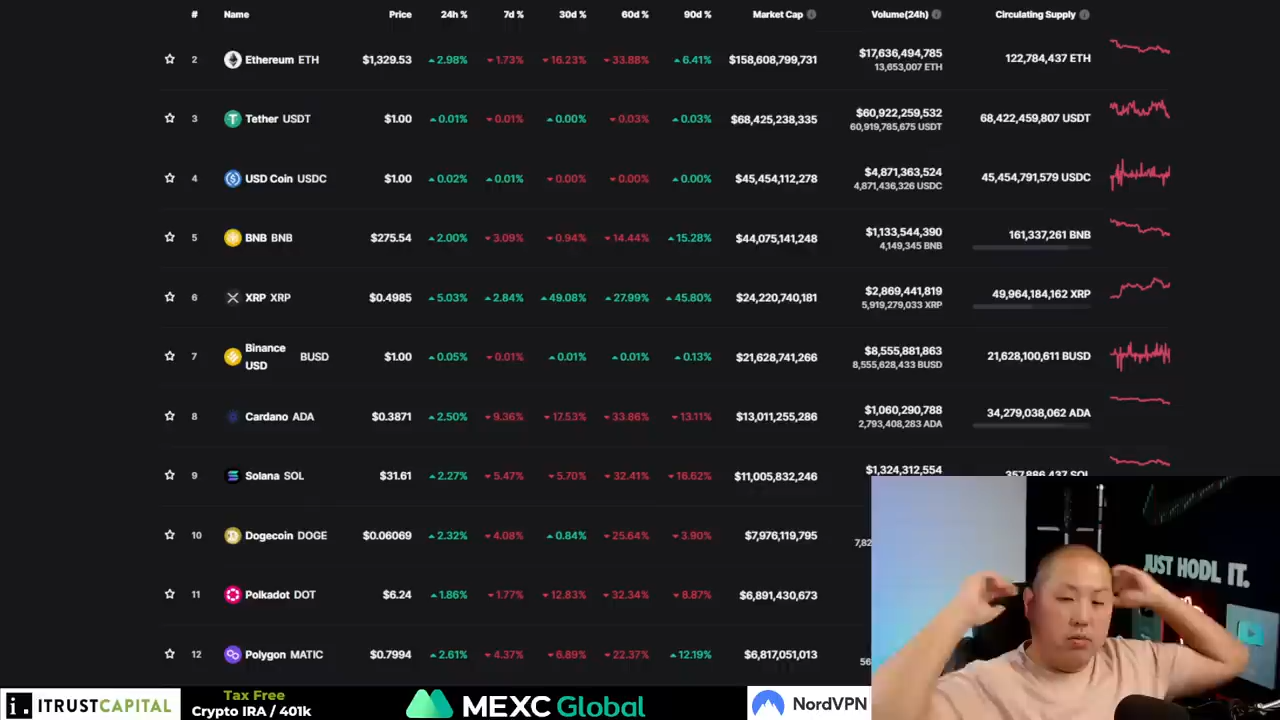 # Name Price 24h % 7d % 30d % 60d % 90d % Market Cap Volume(24h) Circulating Supply
2 Ethereum ETH $1,329.53 2.98% 1.73% 16.23% 33.88% 6.41% $158,608,799,731 $17,636,494,785 122,784,437 ETH
13,653,007 ETH
3 Tether USDT $1.00 0.01% 0.01% 0.00% 0.03% 0.03% $68,425,238,335 $60,922,259,532 68,422,459,807 USDT
60,919,785,675 USDT
4 USD Coin USDC $1.00 0.02% 0.01% 0.00% 0.00% 0.00% $45,454,112,278 $4,871,363,524 45,454,791,579 USDC
4,871,436,326 USDC
5 BNB BNB $275.54 2.00% 3.09% 0.94% 14.44% 15.28% $44,075,141,248 $1,133,544,390 161,337,261 BNB
4,149,345 BNB
6 XRP XRP $0.4985 5.03% 2.84% 49.08% 27.99% 45.80% $24,220,740,181 $2,869,441,819 49,964,184,162 XRP
5,919,279,033 XRP
7 Binance USD BUSD $1.00 0.05% 0.01% 0.01% 0.01% 0.13% $21,628,741,266 $8,555,881,863 21,628,100,611 BUSD
8,555,628,433 BUSD
8 Cardano ADA $0.3871 2.50% 9.36% 17.53% 33.86% 13.11% $13,011,255,286 $1,060,290,788 34,279,038,062 ADA
2,793,408,283 ADA
9 Solana SOL $31.61 2.27% 5.47% 5.70% 32.41% 16.62% $11,005,832,246 $1,324,312,554 357,886,437 SOL
10 Dogecoin DOGE $0.06069 2.32% 4.08% 0.84% 25.64% 3.90% $7,976,119,795
11 Polkadot DOT $6.24 1.86% 1.77% 12.83% 32.34% 8.87% $6,891,430,673
12 Polygon MATIC $0.7994 2.61% 4.37% 6.89% 22.37% 12.19% $6,817,051,013
JUST HODL IT.
i. ITRUSTCAPITAL
Tax Free
Crypto IRA / 401k
MEXC Global
NordVPN